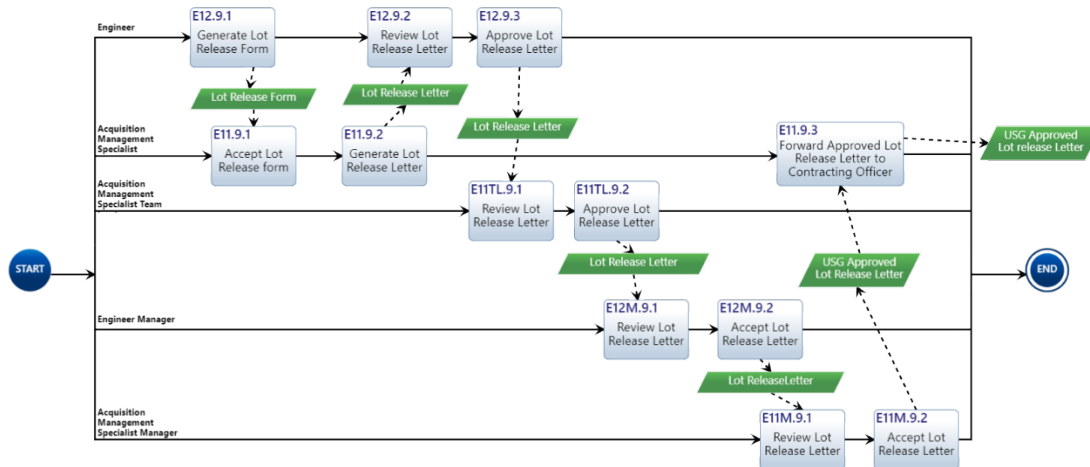 E12.9.1
Generate Lot
Release Form
E12.9.2
Review Lot
Release Letter
E12.9.3
Approve Lot
Release Letter
Engineer
Lot Release Form
Lot Release Letter
Lot Release Letter
Acquisition
Management
Specialist
E11.9.1
Accept Lot
Release form
E11.9.2
Generate Lot
Release Letter
E11.9.3
Forward Approved Lot
Release Letter to
Contracting Officer
USG Approved
Lot release Letter
Acquisition
Management
Specialist Team
E11TL.9.1
Review Lot
Release Letter
E11TL.9.2
Approve Lot
Release Letter
START
Lot Release Letter
USG Approved
Lot Release Letter
END
Engineer Manager
E12M.9.1
Review Lot
Release Letter
E12M.9.2
Accept Lot
Release Letter
Lot ReleaseLetter
Acquisition
Management
Specialist Manager
E11M.9.1
Review Lot
Release Letter
E11M.9.2
Accept Lot
Release Letter